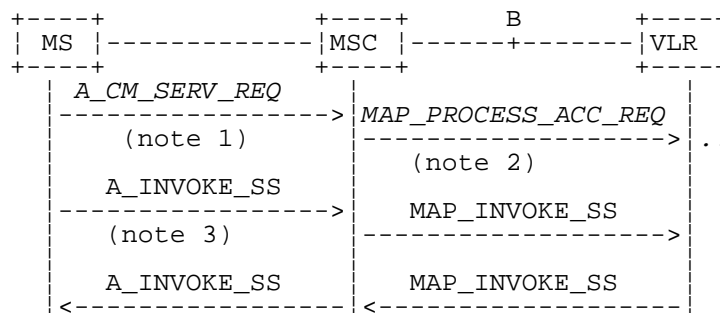 B
MS MSC VLR
A_CM_SERV_REQ
MAP_PROCESS_ACC_REQ
(note 1) ..
(note 2)
A_INVOKE_SS
MAP_INVOKE_SS
(note 3)
A_INVOKE_SS MAP_INVOKE_SS